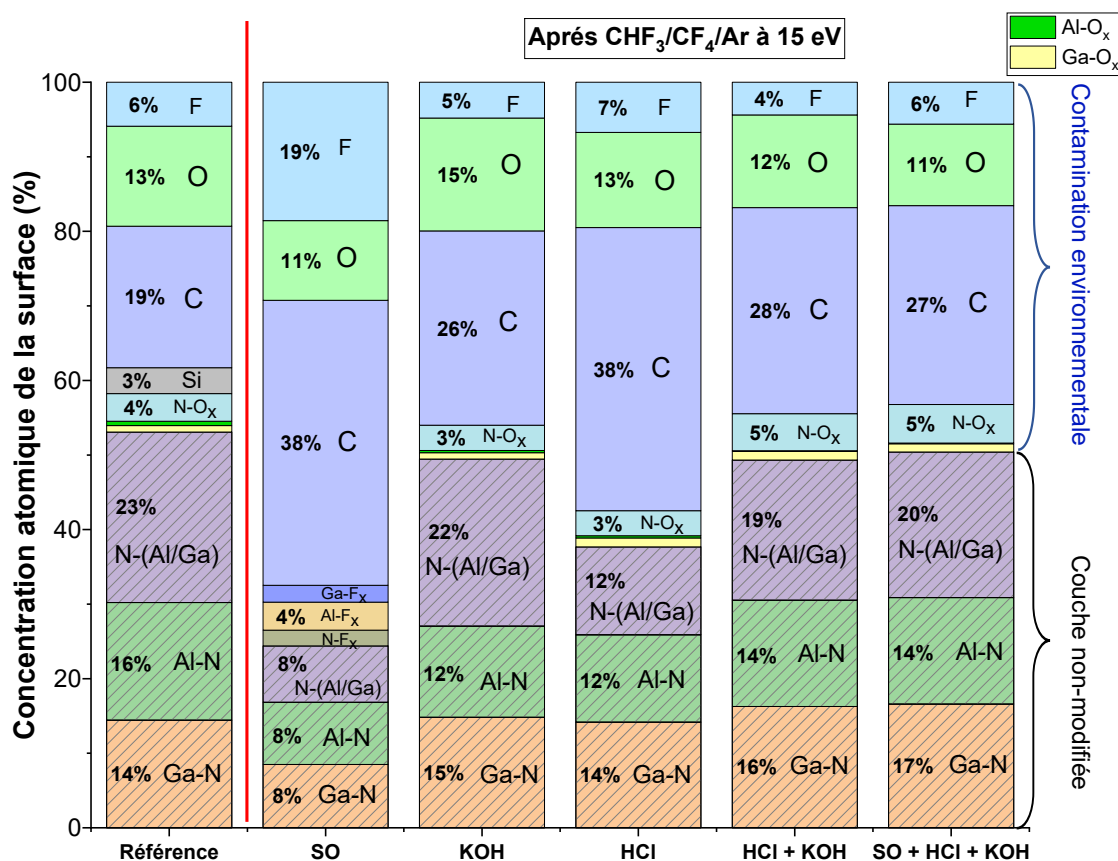 Aprés CHF₃/CF₄/Ar à 15 eV
Al-Oₓ
Ga-Oₓ
Concentration atomique de la surface (%)
100
80
60
40
20
0
6% F
13% O
19% C
3% Si
4% N-Oₓ
23%
N-(Al/Ga)
16% Al-N
14% Ga-N
19% F
11% O
38% C
Ga-Fₓ
4% Al-Fₓ
N-Fₓ
8%
N-(Al/Ga)
8% Al-N
8% Ga-N
5% F
15% O
26% C
3% N-Oₓ
22%
N-(Al/Ga)
12% Al-N
15% Ga-N
7% F
13% O
38% C
3% N-Oₓ
12%
N-(Al/Ga)
12% Al-N
14% Ga-N
4% F
12% O
28% C
5% N-Oₓ
19%
N-(Al/Ga)
14% Al-N
16% Ga-N
6% F
11% O
27% C
5% N-Oₓ
20%
N-(Al/Ga)
14% Al-N
17% Ga-N
Contamination environnementale
Couche non-modifiée
Référence
SO
KOH
HCl
HCl + KOH
SO + HCl + KOH